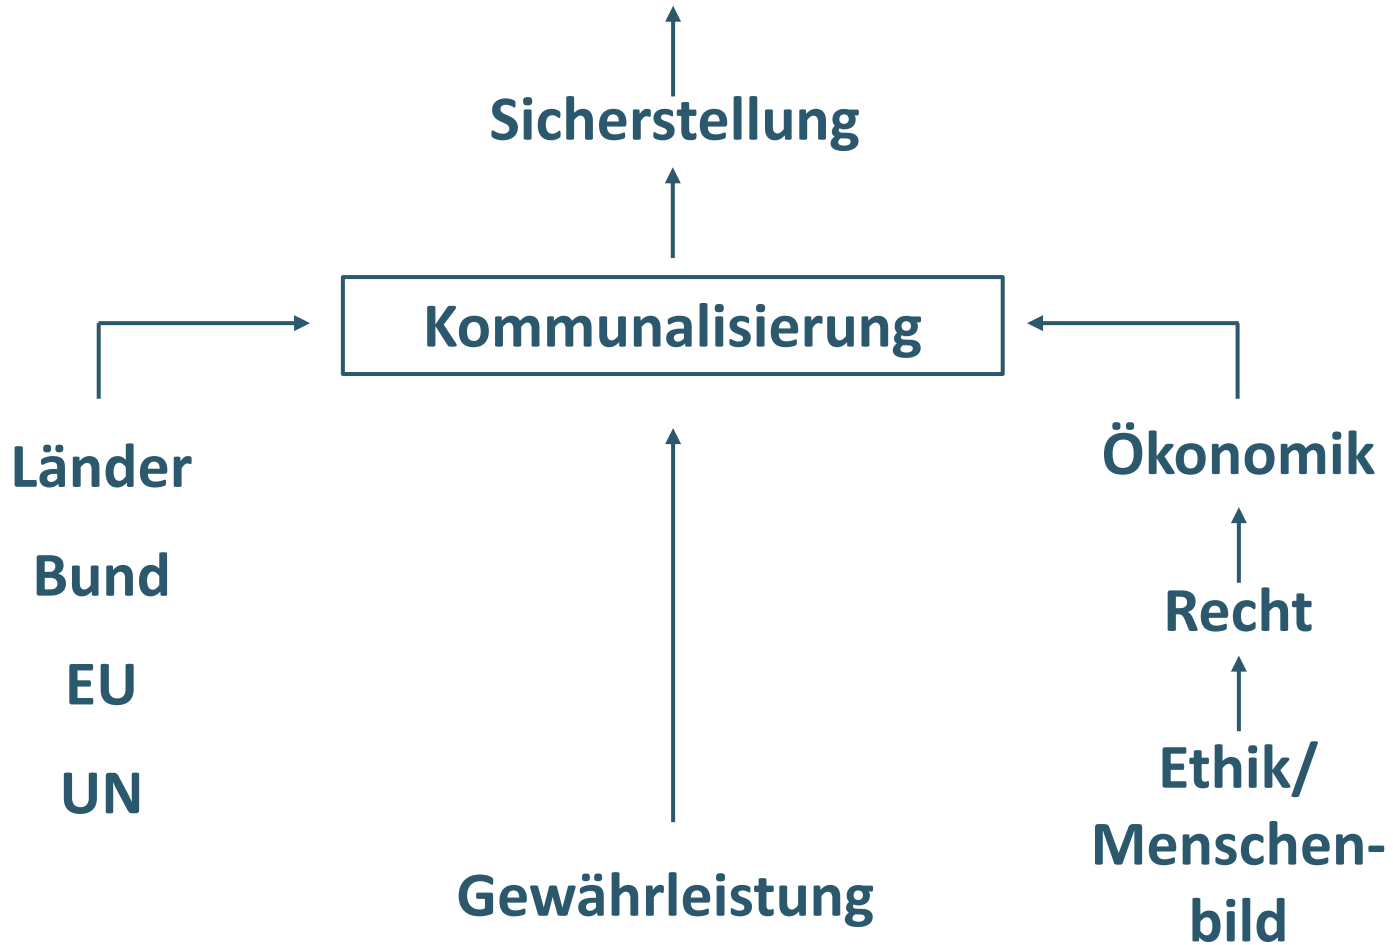 Sicherstellung
Kommunalisierung
Länder
Bund
EU
UN
Gewährleistung
Ökonomik
Recht
Ethik/
Menschen-
bild